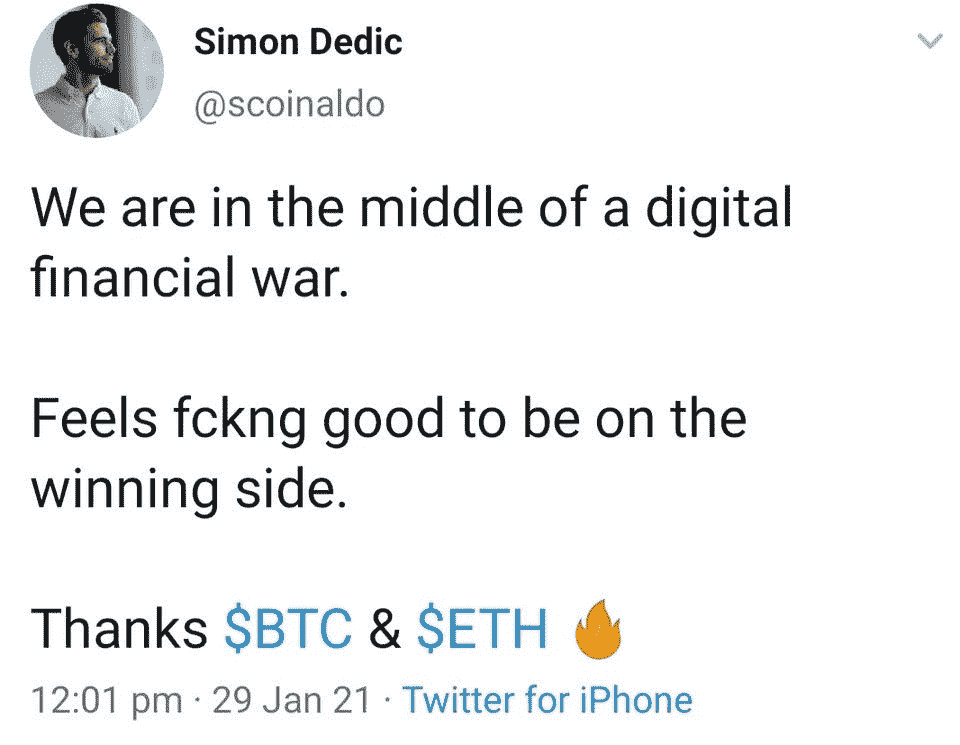 Simon Dedic
@scoinaldo
We are in the middle of a digital
financial war.
Feels fckng good to be on the
winning side.
Thanks $BTC & $ETH 🔥
12:01 pm · 29 Jan 21 · Twitter for iPhone